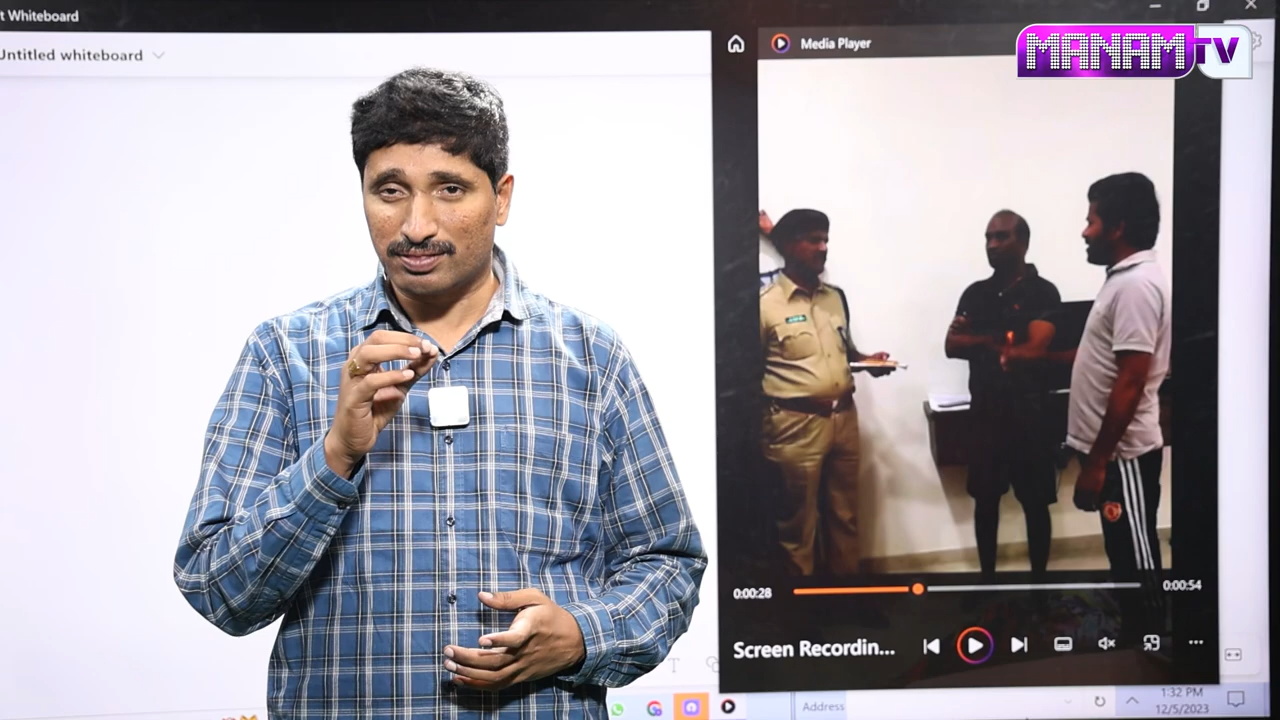 t Whiteboard
Untitled whiteboard
Media Player
MANAM TV
0:00:28
0:00:54
Screen Recordin...
Address
1:32 PM
12/5/2023